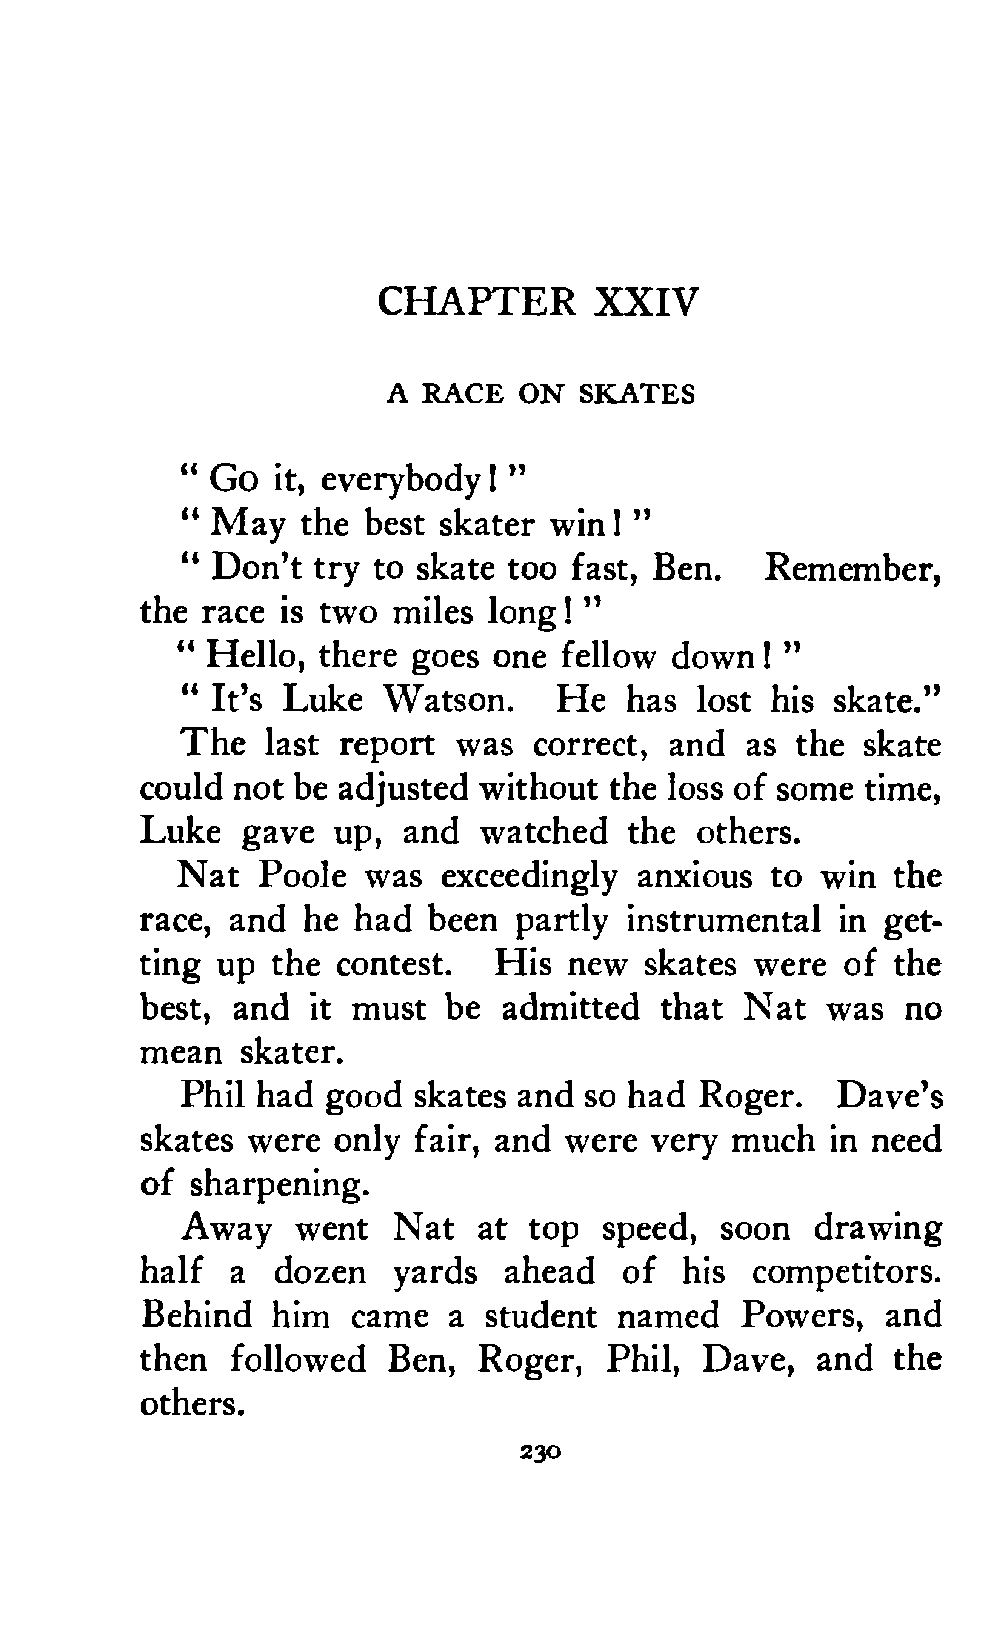 CHAPTER XXIV
A RACE ON SKATES
“ Go it, everybody! ”
“ May the best skater win! ”
“ Don't try to skate too fast, Ben. Remember,
the race is two miles long! ”
“ Hello, there goes one fellow down! ”
“ It's Luke Watson. He has lost his skate.”
The last report was correct, and as the skate
could not be adjusted without the loss of some time,
Luke gave up, and watched the others.
Nat Poole was exceedingly anxious to win the
race, and he had been partly instrumental in get-
ting up the contest. His new skates were of the
best, and it must be admitted that Nat was no
mean skater.
Phil had good skates and so had Roger. Dave's
skates were only fair, and were very much in need
of sharpening.
Away went Nat at top speed, soon drawing
half a dozen yards ahead of his competitors.
Behind him came a student named Powers, and
then followed Ben, Roger, Phil, Dave, and the
others.
230